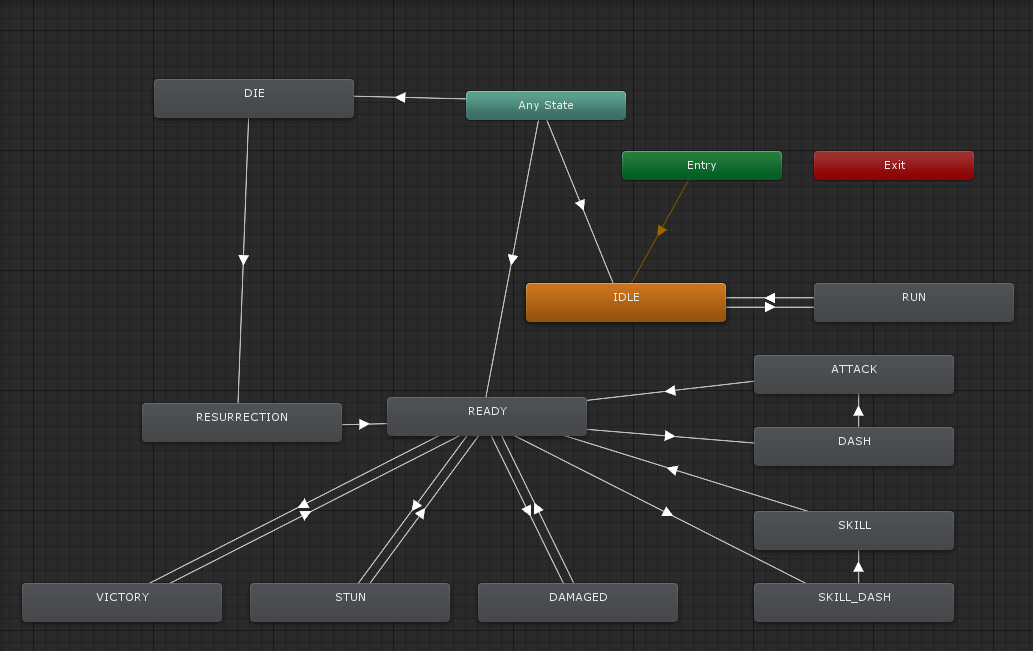 DIE
Any State
Entry
Exit
IDLE
RUN
ATTACK
RESURRECTION
READY
DASH
SKILL
VICTORY
STUN
DAMAGED
SKILL_DASH